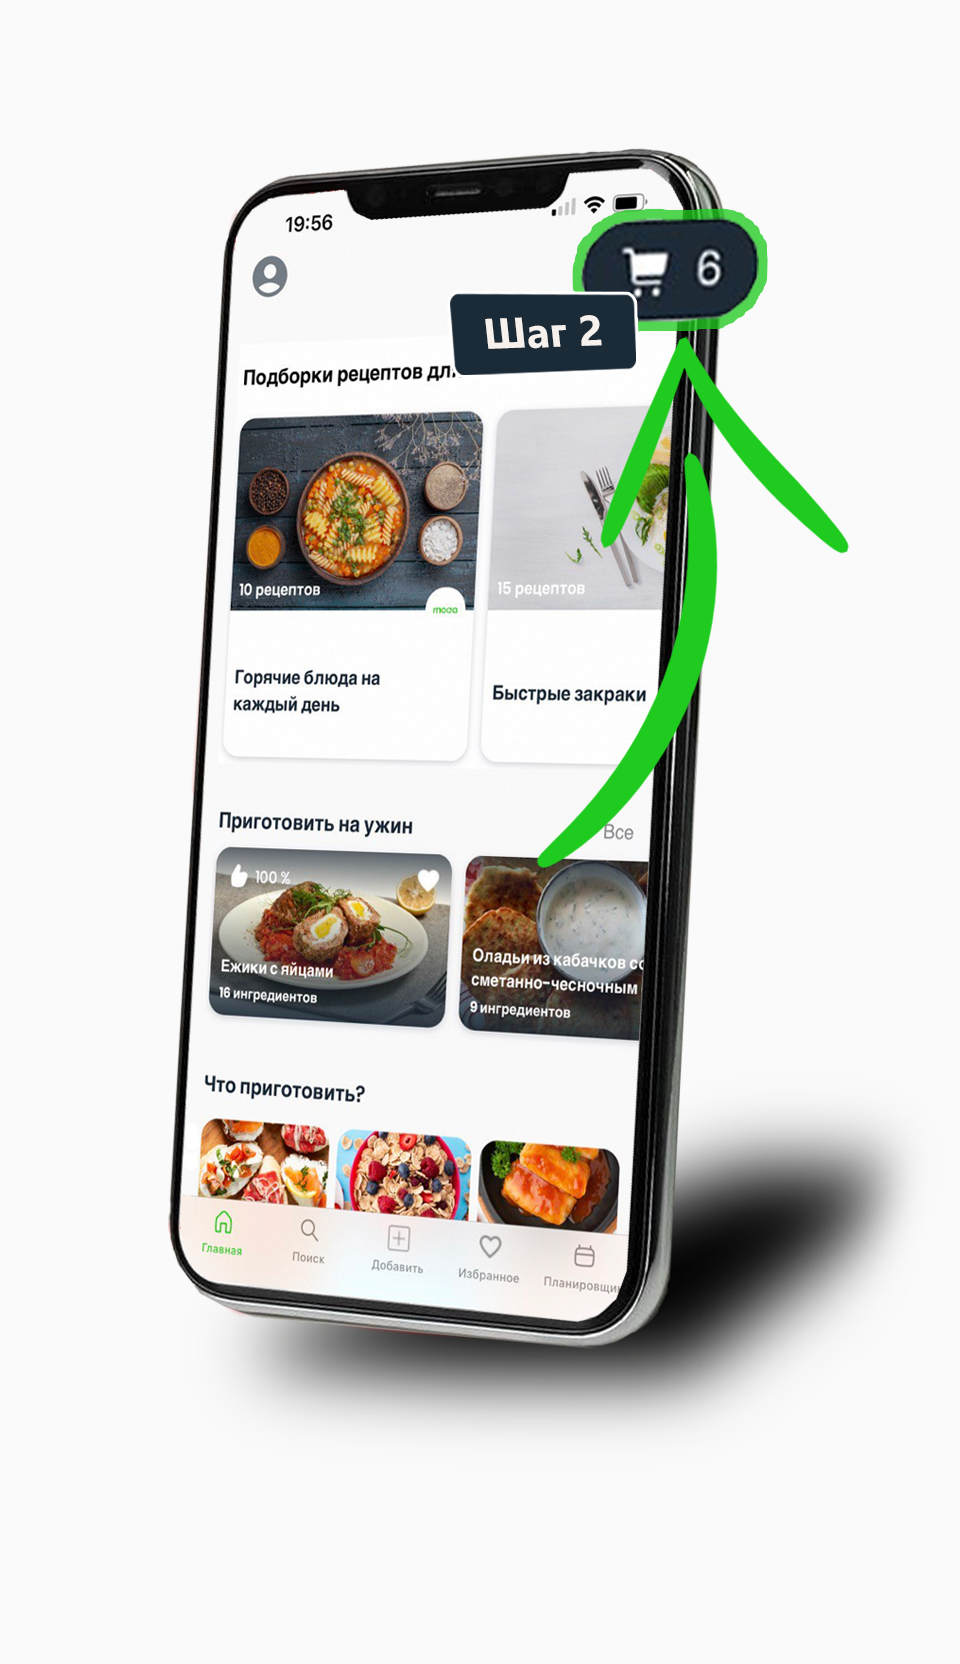 19:56
6
Шаг 2
Подборки рецептов дл
10 рецептов
15 рецептов
Горячие блюда на
каждый день
Быстрые закраки
Приготовить на ужин
Все
100 %
Ежики с яйцами
16 ингредиентов
Оладьи из кабачков со
сметанно-чесночным
9 ингредиентов
Что приготовить?
Главная
Поиск
Добавить
Избранное
Планировщик